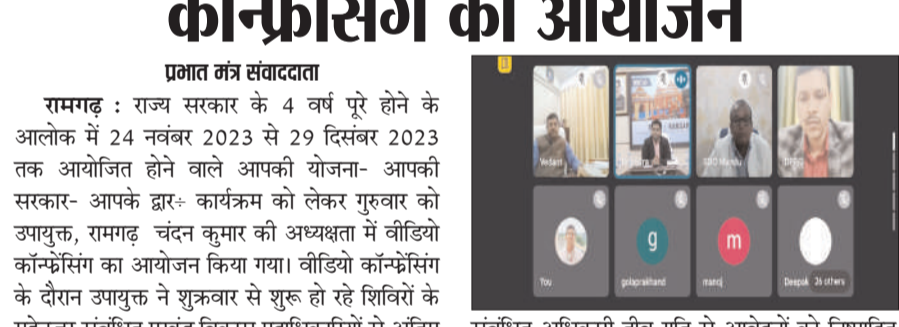 कॉन्फ्रेंसिंग का आयोजन
प्रभात मंत्र संवाददाता
रामगढ़ : राज्य सरकार के 4 वर्ष पूरे होने के
आलोक में 24 नवंबर 2023 से 29 दिसंबर 2023
तक आयोजित होने वाले आपकी योजना- आपकी
सरकार- आपके द्वार÷ कार्यक्रम को लेकर गुरुवार को
उपायुक्त, रामगढ़ चंदन कुमार की अध्यक्षता में वीडियो
कॉन्फ्रेंसिंग का आयोजन किया गया। वीडियो कॉन्फ्रेंसिंग
के दौरान उपायुक्त ने शुक्रवार से शुरू हो रहे शिविरों के
Vedant
BDO Mandu
g
m
You
golaprakhand
manoj
Deepak
26 others